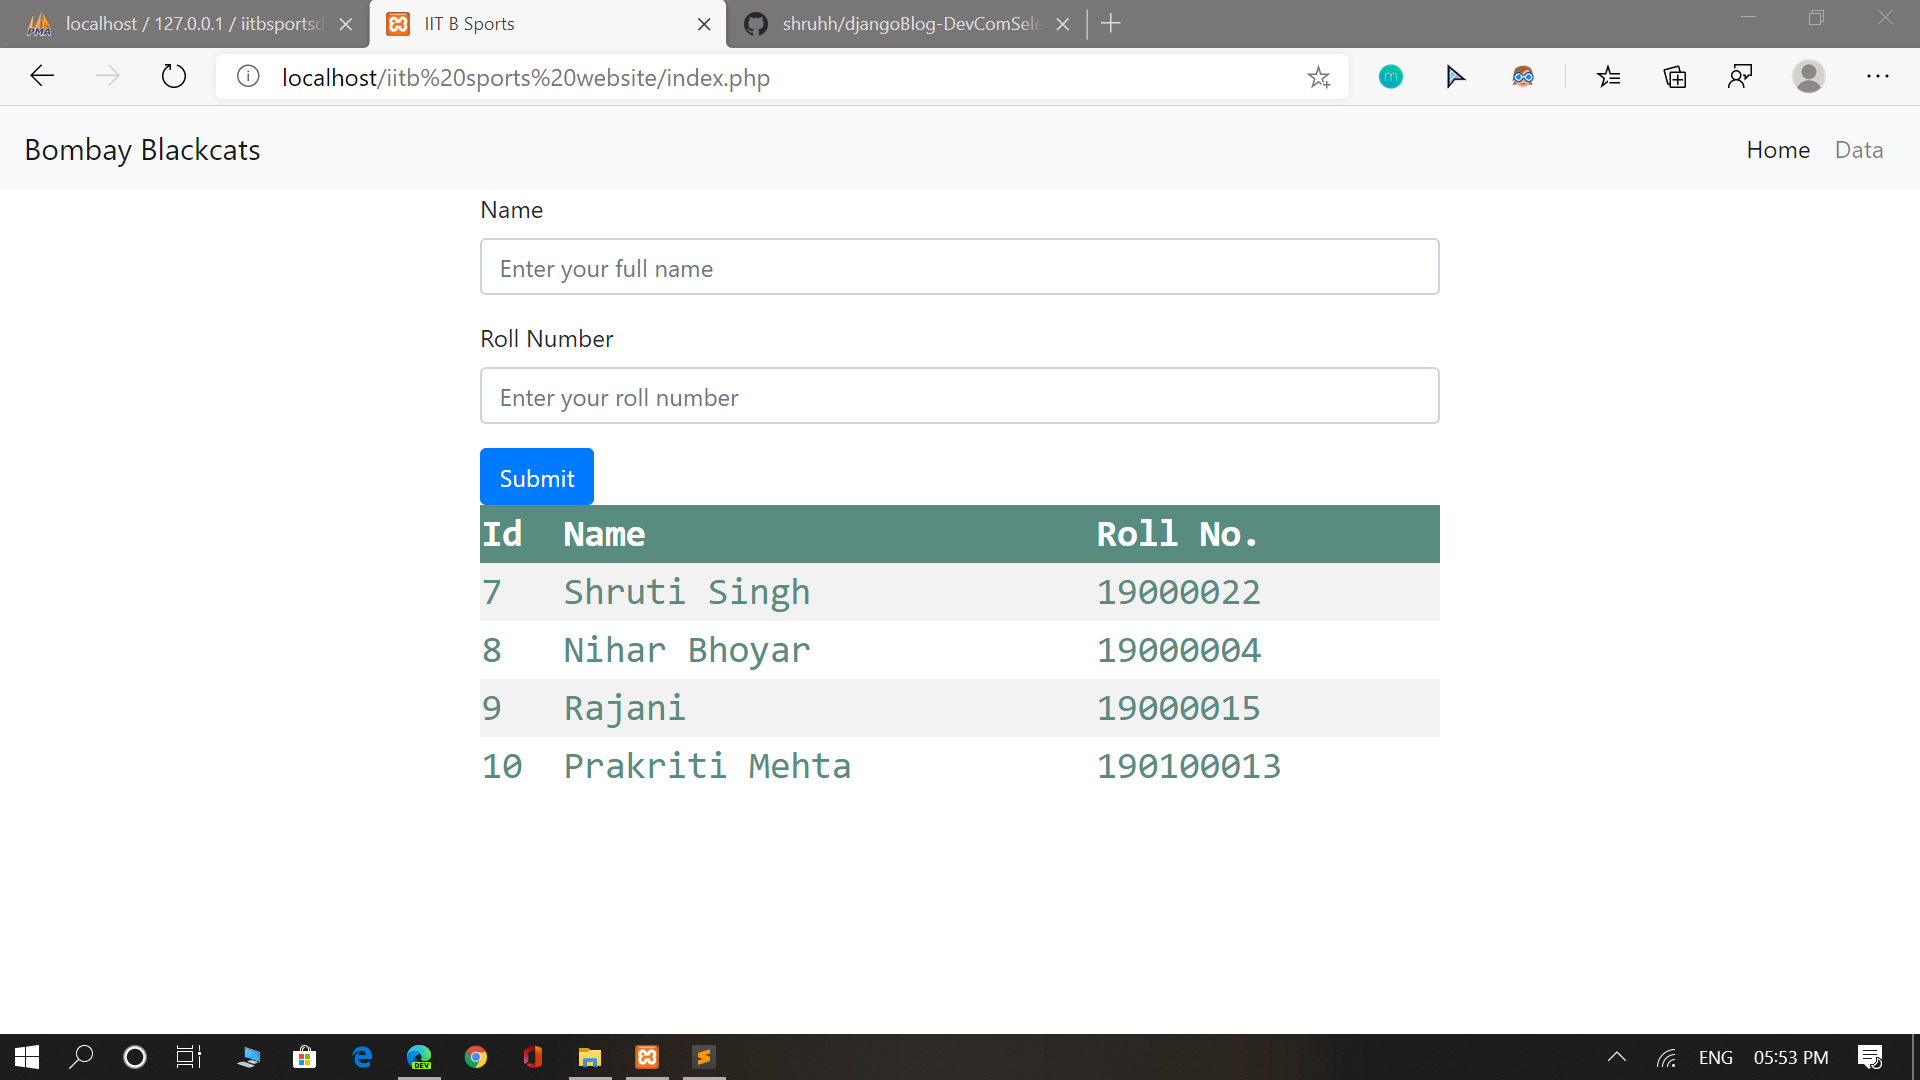 localhost / 127.0.0.1 / iitbsportsd
IIT B Sports
shruhh/djangoBlog-DevComSele
localhost/iitb%20sports%20website/index.php
Bombay Blackcats
Home Data
Name
Enter your full name
Roll Number
Enter your roll number
Submit
Id Name Roll No.
7 Shruti Singh 19000022
8 Nihar Bhoyar 19000004
9 Rajani 19000015
10 Prakriti Mehta 190100013
ENG 05:53 PM